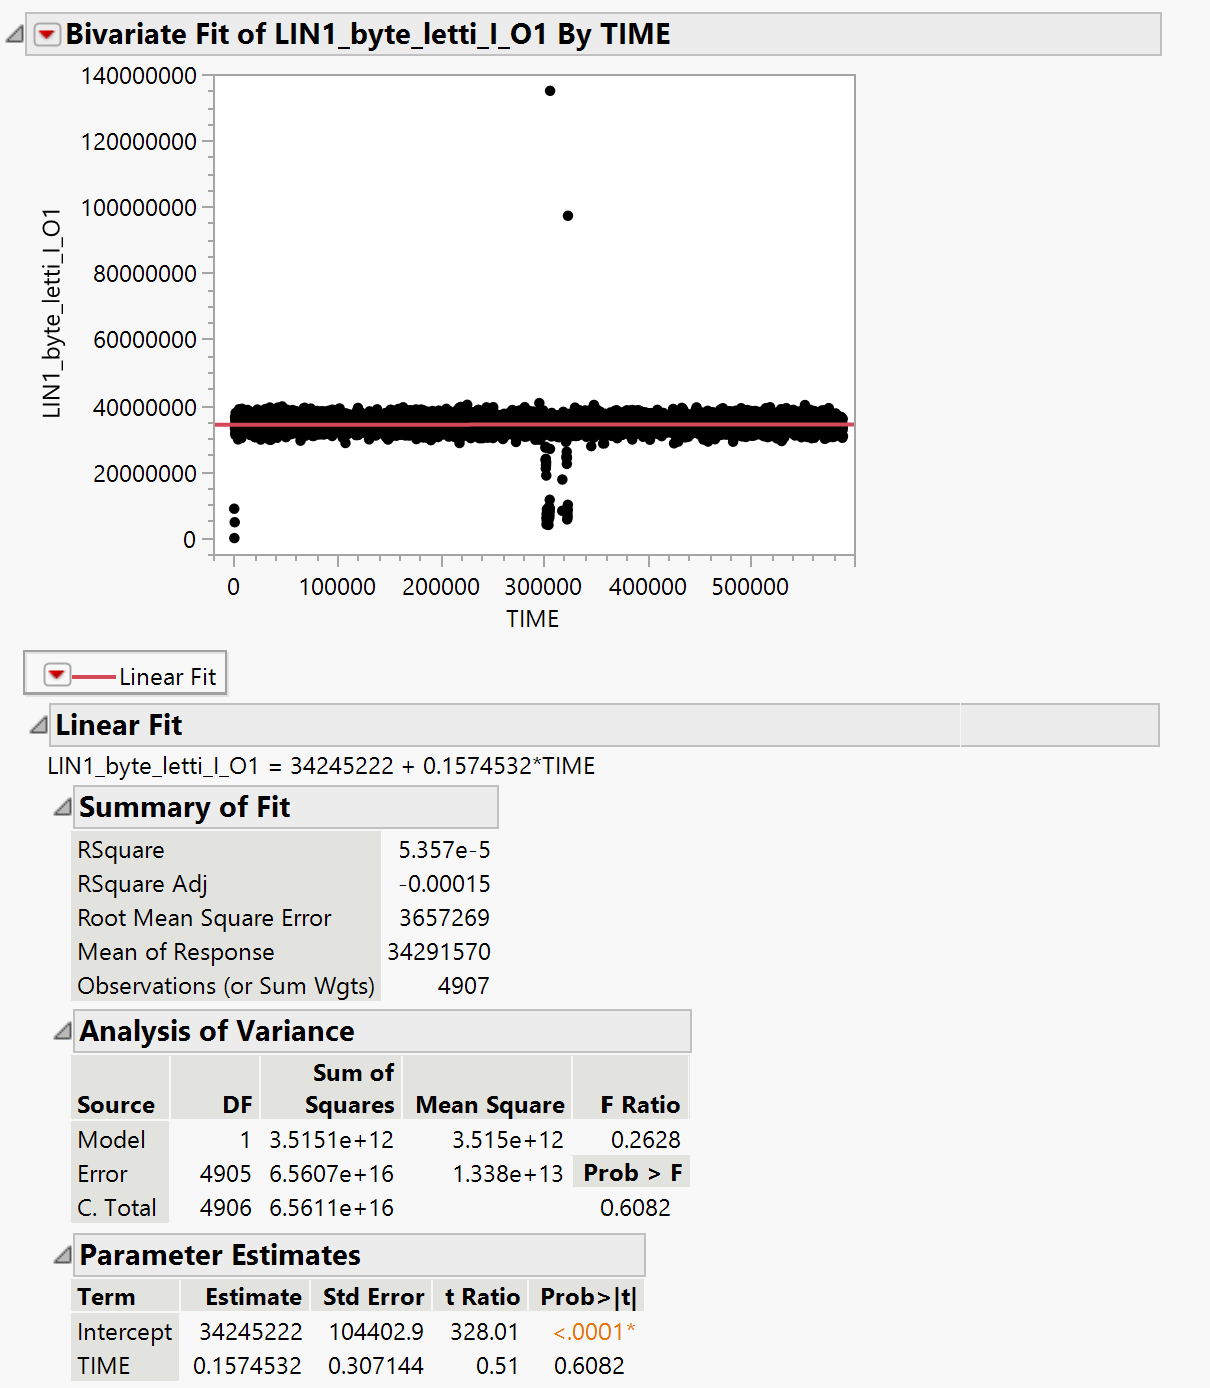 Bivariate Fit of LIN1_byte_letti_I_O1 By TIME
140000000
120000000
100000000
80000000
60000000
40000000
20000000
0
LIN1_byte_letti_I_O1
0 100000 200000 300000 400000 500000
TIME
Linear Fit
Linear Fit
LIN1_byte_letti_I_O1 = 34245222 + 0.1574532*TIME
Summary of Fit
RSquare 5.357e-5
RSquare Adj -0.00015
Root Mean Square Error 3657269
Mean of Response 34291570
Observations (or Sum Wgts) 4907
Analysis of Variance
Sum of
Source DF Squares Mean Square F Ratio
Model 1 3.5151e+12 3.515e+12 0.2628
Error 4905 6.5607e+16 1.338e+13 Prob > F
C. Total 4906 6.5611e+16 0.6082
Parameter Estimates
Term Estimate Std Error t Ratio Prob>|t|
Intercept 34245222 104402.9 328.01 <.0001*
TIME 0.1574532 0.307144 0.51 0.6082